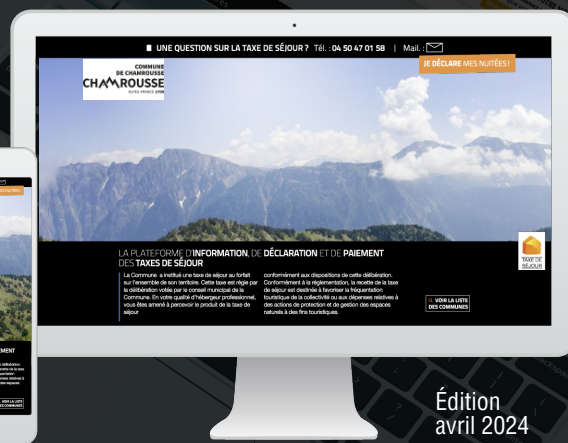 UNE QUESTION SUR LA TAXE DE SÉJOUR ? Tél. : 04 50 47 01 58 | Mail. :
JE DÉCLARE MES NUITÉES !
COMMUNE
DE CHAMROUSSE
CHAMROUSSE
LA PLATEFORME D'INFORMATION, DE DÉCLARATION ET DE PAIEMENT
DES TAXES DE SÉJOUR
La Commune a institué une taxe de séjour au forfait
sur l'ensemble de son territoire. Cette taxe est régie par
la délibération votée par le conseil municipal de la
Commune. En votre qualité d'hébergeur professionnel,
vous êtes amené à percevoir le produit de la taxe de
séjour
conformément aux dispositions de cette délibération.
Conformément à la réglementation, la recette de la taxe
de séjour est destinée à favoriser la fréquentation
touristique de la collectivité ou aux dépenses relatives à
des actions de protection et de gestion des espaces
naturels à des fins touristiques.
TAXE DE
SÉJOUR
VOIR LA LISTE
DES COMMUNES
Édition
avril 2024